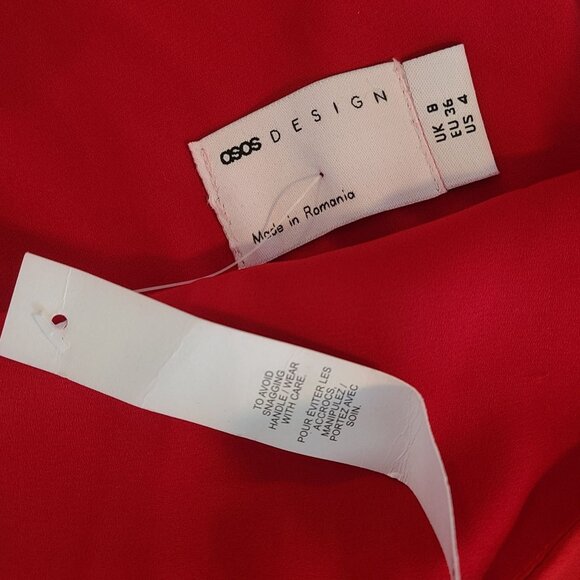 asos DESIGN
Made in Romania
UK 8
EU 36
US 4
TO AVOID
SNAGGING
HANDLE / WEAR
WITH CARE.
POUR ÉVITER LES
ACCROCS,
MANIPULEZ /
PORTEZ AVEC
SOIN.